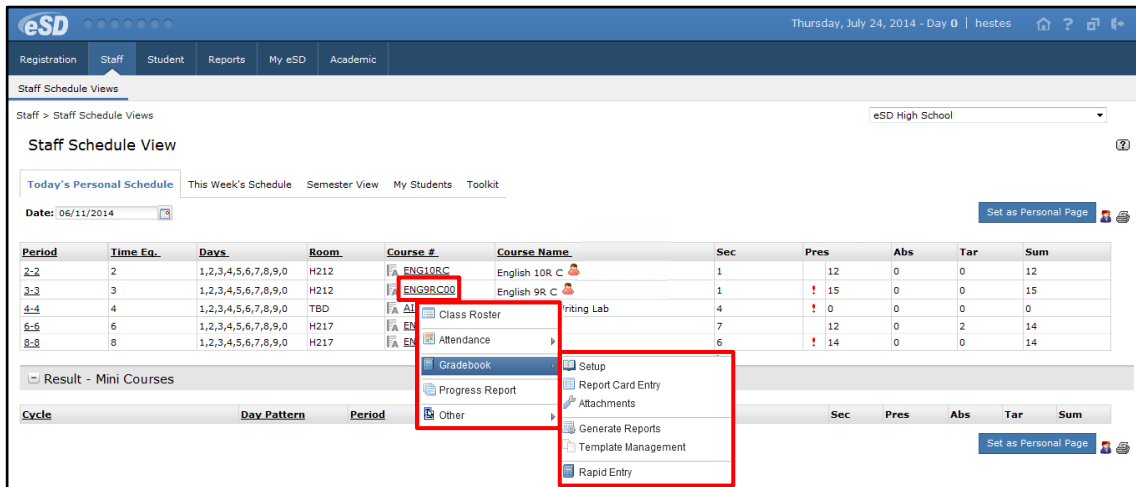 eSD
Thursday, July 24, 2014 - Day 0 | hestes
Registration Staff Student Reports My eSD Academic
Staff Schedule Views
Staff > Staff Schedule Views eSD High School
Staff Schedule View
Today's Personal Schedule This Week's Schedule Semester View My Students Toolkit
Date: 06/11/2014 Set as Personal Page
Period Time Eq. Days Room Course # Course Name Sec Pres Abs Tar Sum
2-2 2 1,2,3,4,5,6,7,8,9,0 H212 ENG10RC English 10R C 1 12 0 0 12
3-3 3 1,2,3,4,5,6,7,8,9,0 H212 ENG9RC00 English 9R C 1 ! 15 0 0 15
4-4 4 1,2,3,4,5,6,7,8,9,0 TBD AI Writing Lab 4 ! 0 0 0 0
6-6 6 1,2,3,4,5,6,7,8,9,0 H217 EN 7 12 0 2 14
8-8 8 1,2,3,4,5,6,7,8,9,0 H217 EN 6 ! 14 0 0 14
Class Roster
Attendance
Gradebook
Progress Report
Other
Setup
Report Card Entry
Attachments
Generate Reports
Template Management
Rapid Entry
Result - Mini Courses
Cycle Day Pattern Period Sec Pres Abs Tar Sum
Set as Personal Page